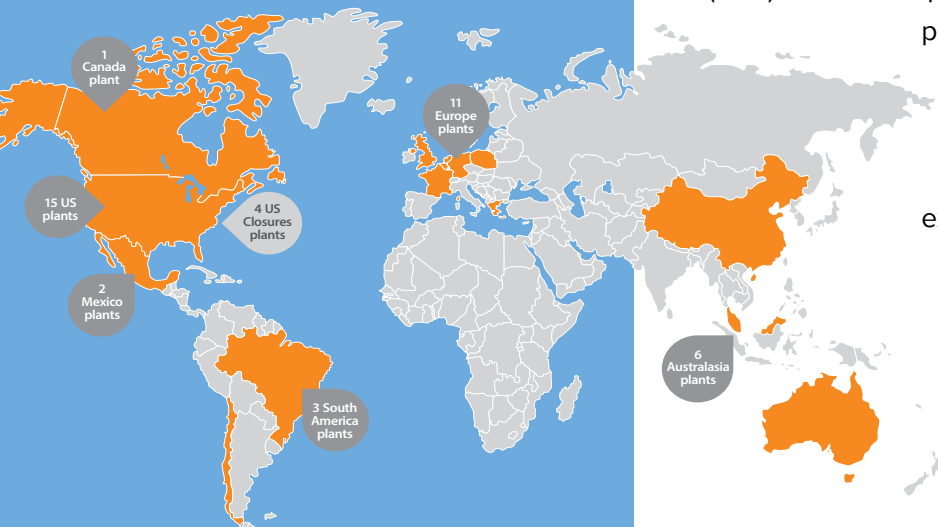 p
1
Canada
plant
11
Europe
plants
15 US
plants
4 US
Closures
plants
e
2
Mexico
plants
6
Australasia
plants
3 South
America
plants